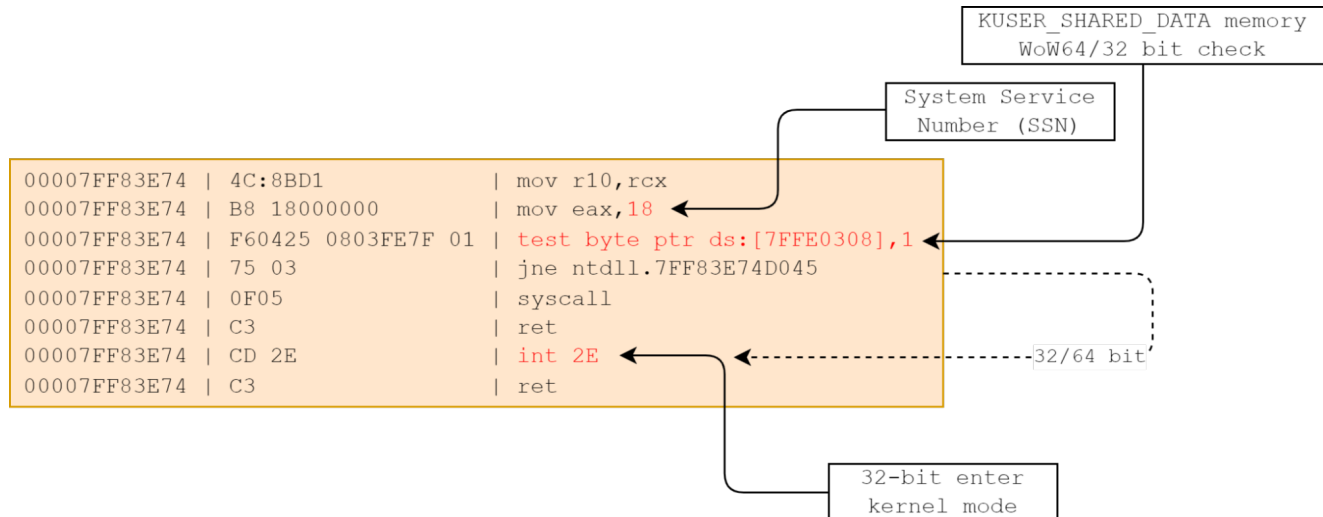 KUSER_SHARED_DATA memory
WoW64/32 bit check
System Service
Number (SSN)
00007FF83E74 | 4C:8BD1 | mov r10,rcx
00007FF83E74 | B8 18000000 | mov eax,18
00007FF83E74 | F60425 0803FE7F 01 | test byte ptr ds:[7FFE0308],1
00007FF83E74 | 75 03 | jne ntdll.7FF83E74D045
00007FF83E74 | 0F05 | syscall
00007FF83E74 | C3 | ret
00007FF83E74 | CD 2E | int 2E
32/64 bit
00007FF83E74 | C3 | ret
32-bit enter
kernel mode